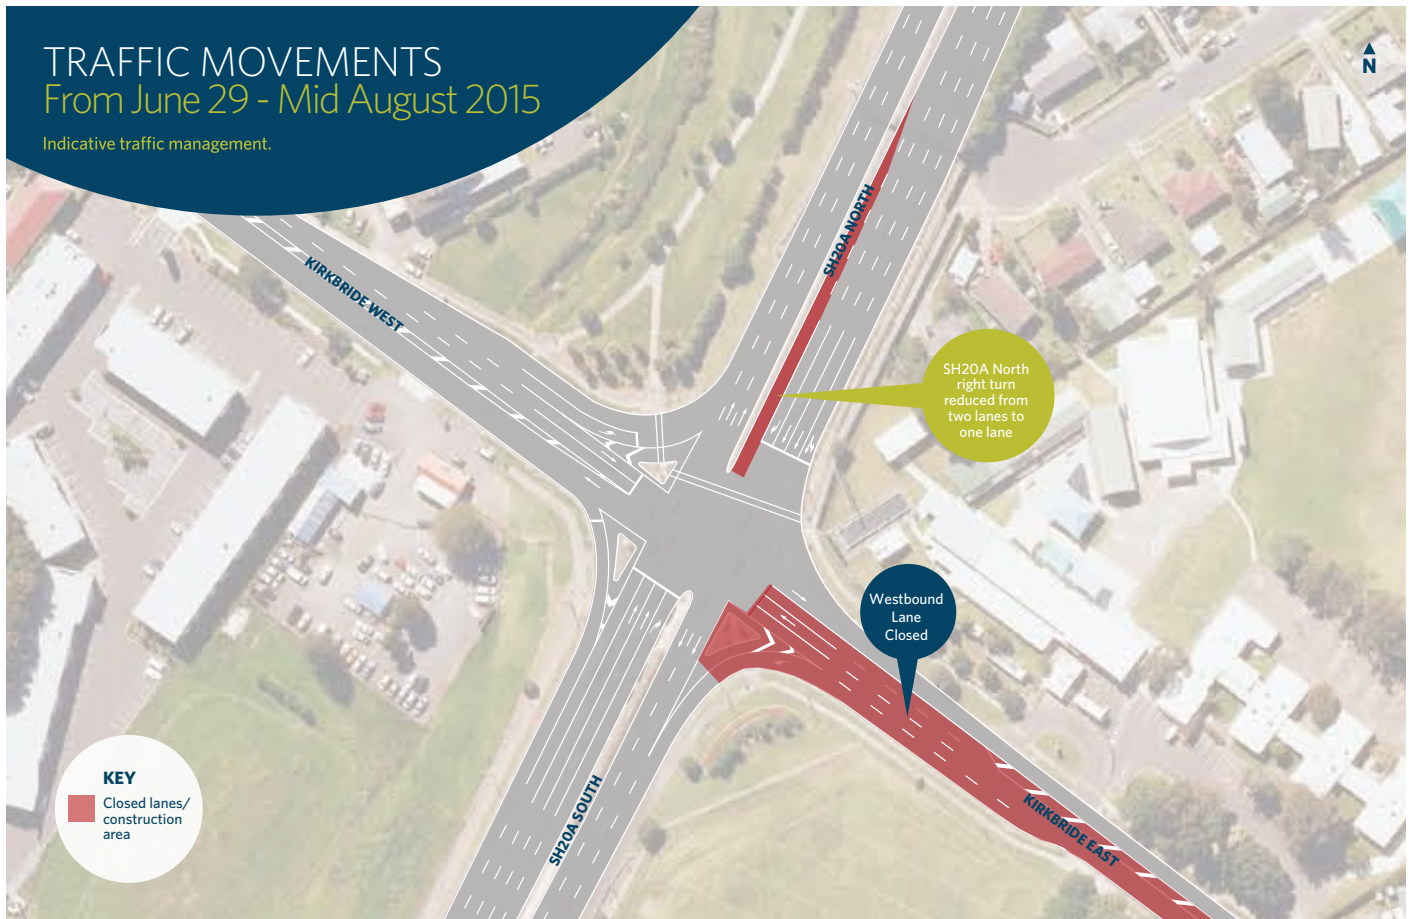 TRAFFIC MOVEMENTS
From June 29 - Mid August 2015
Indicative traffic management.
N
KIRKBRIDE WEST
SH20A NORTH
SH20A North
right turn
reduced from
two lanes to
one lane
Westbound
Lane
Closed
KEY
Closed lanes/
construction
area
SH20A SOUTH
KIRKBRIDE EAST